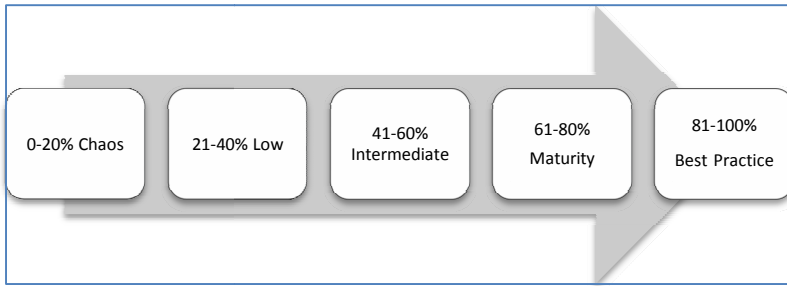 0-20% Chaos
21-40% Low
41-60%
Intermediate
61-80%
Maturity
81-100%
Best Practice